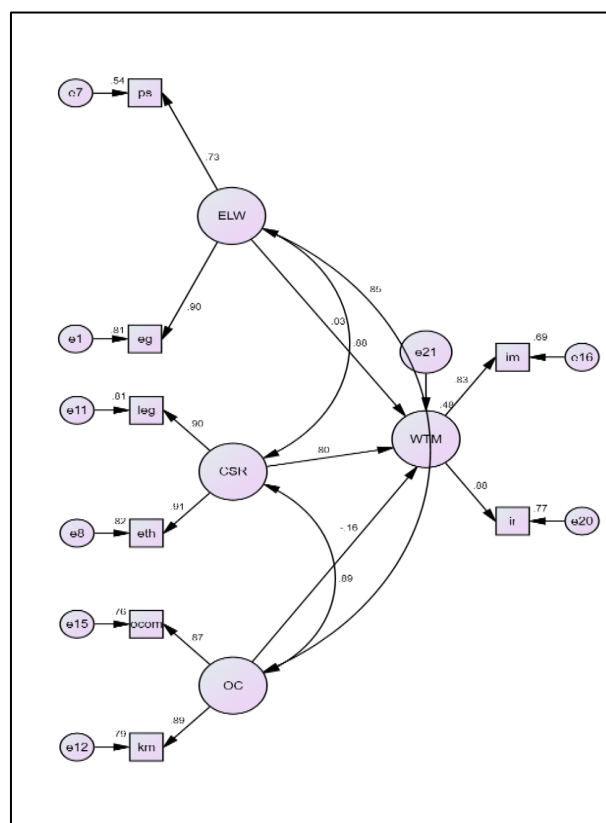 .54
e7
ps
.73
ELW
.85
.90
.03
.88
.81
e1
eg
e21
.69
im
e16
.83
.81
e11
leg
.90
.48
WTM
CSR
.80
.88
.91
.82
e8
eth
.77
ir
e20
-.16
.89
.76
e15
ocom
.87
OC
.89
.79
e12
km